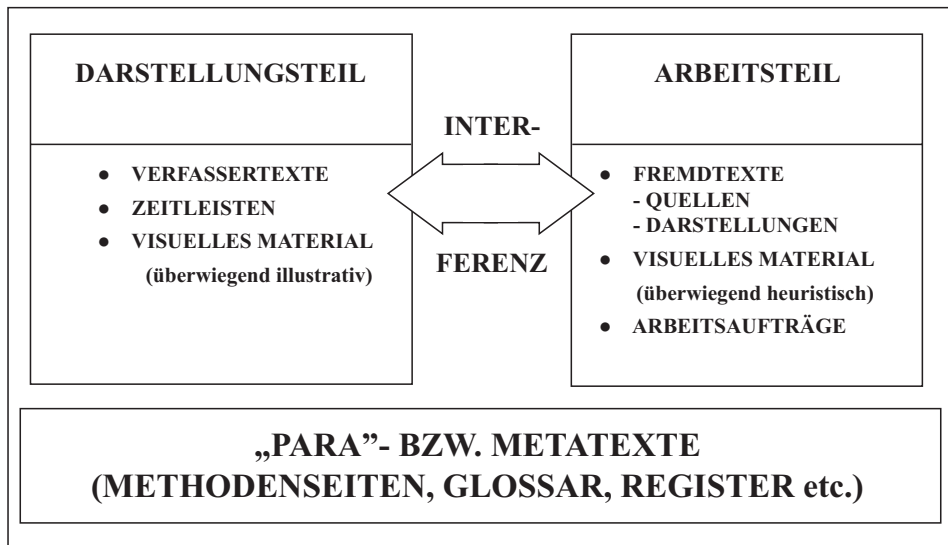 DARSTELLUNGSTEIL
● VERFASSERTEXTE
● ZEITLEISTEN
● VISUELLES MATERIAL
(überwiegend illustrativ)
INTER-
FERENZ
ARBEITSTEIL
● FREMDTEXTE
- QUELLEN
- DARSTELLUNGEN
● VISUELLES MATERIAL
(überwiegend heuristisch)
● ARBEITSAUFTRÄGE
„PARA”- BZW. METATEXTE
(METHODENSEITEN, GLOSSAR, REGISTER etc.)